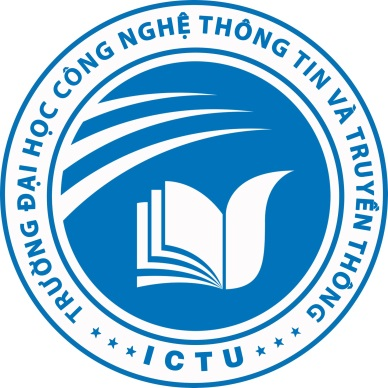 TRƯỜNG ĐẠI HỌC CÔNG NGHỆ THÔNG TIN VÀ TRUYỀN THÔNG
ICTU